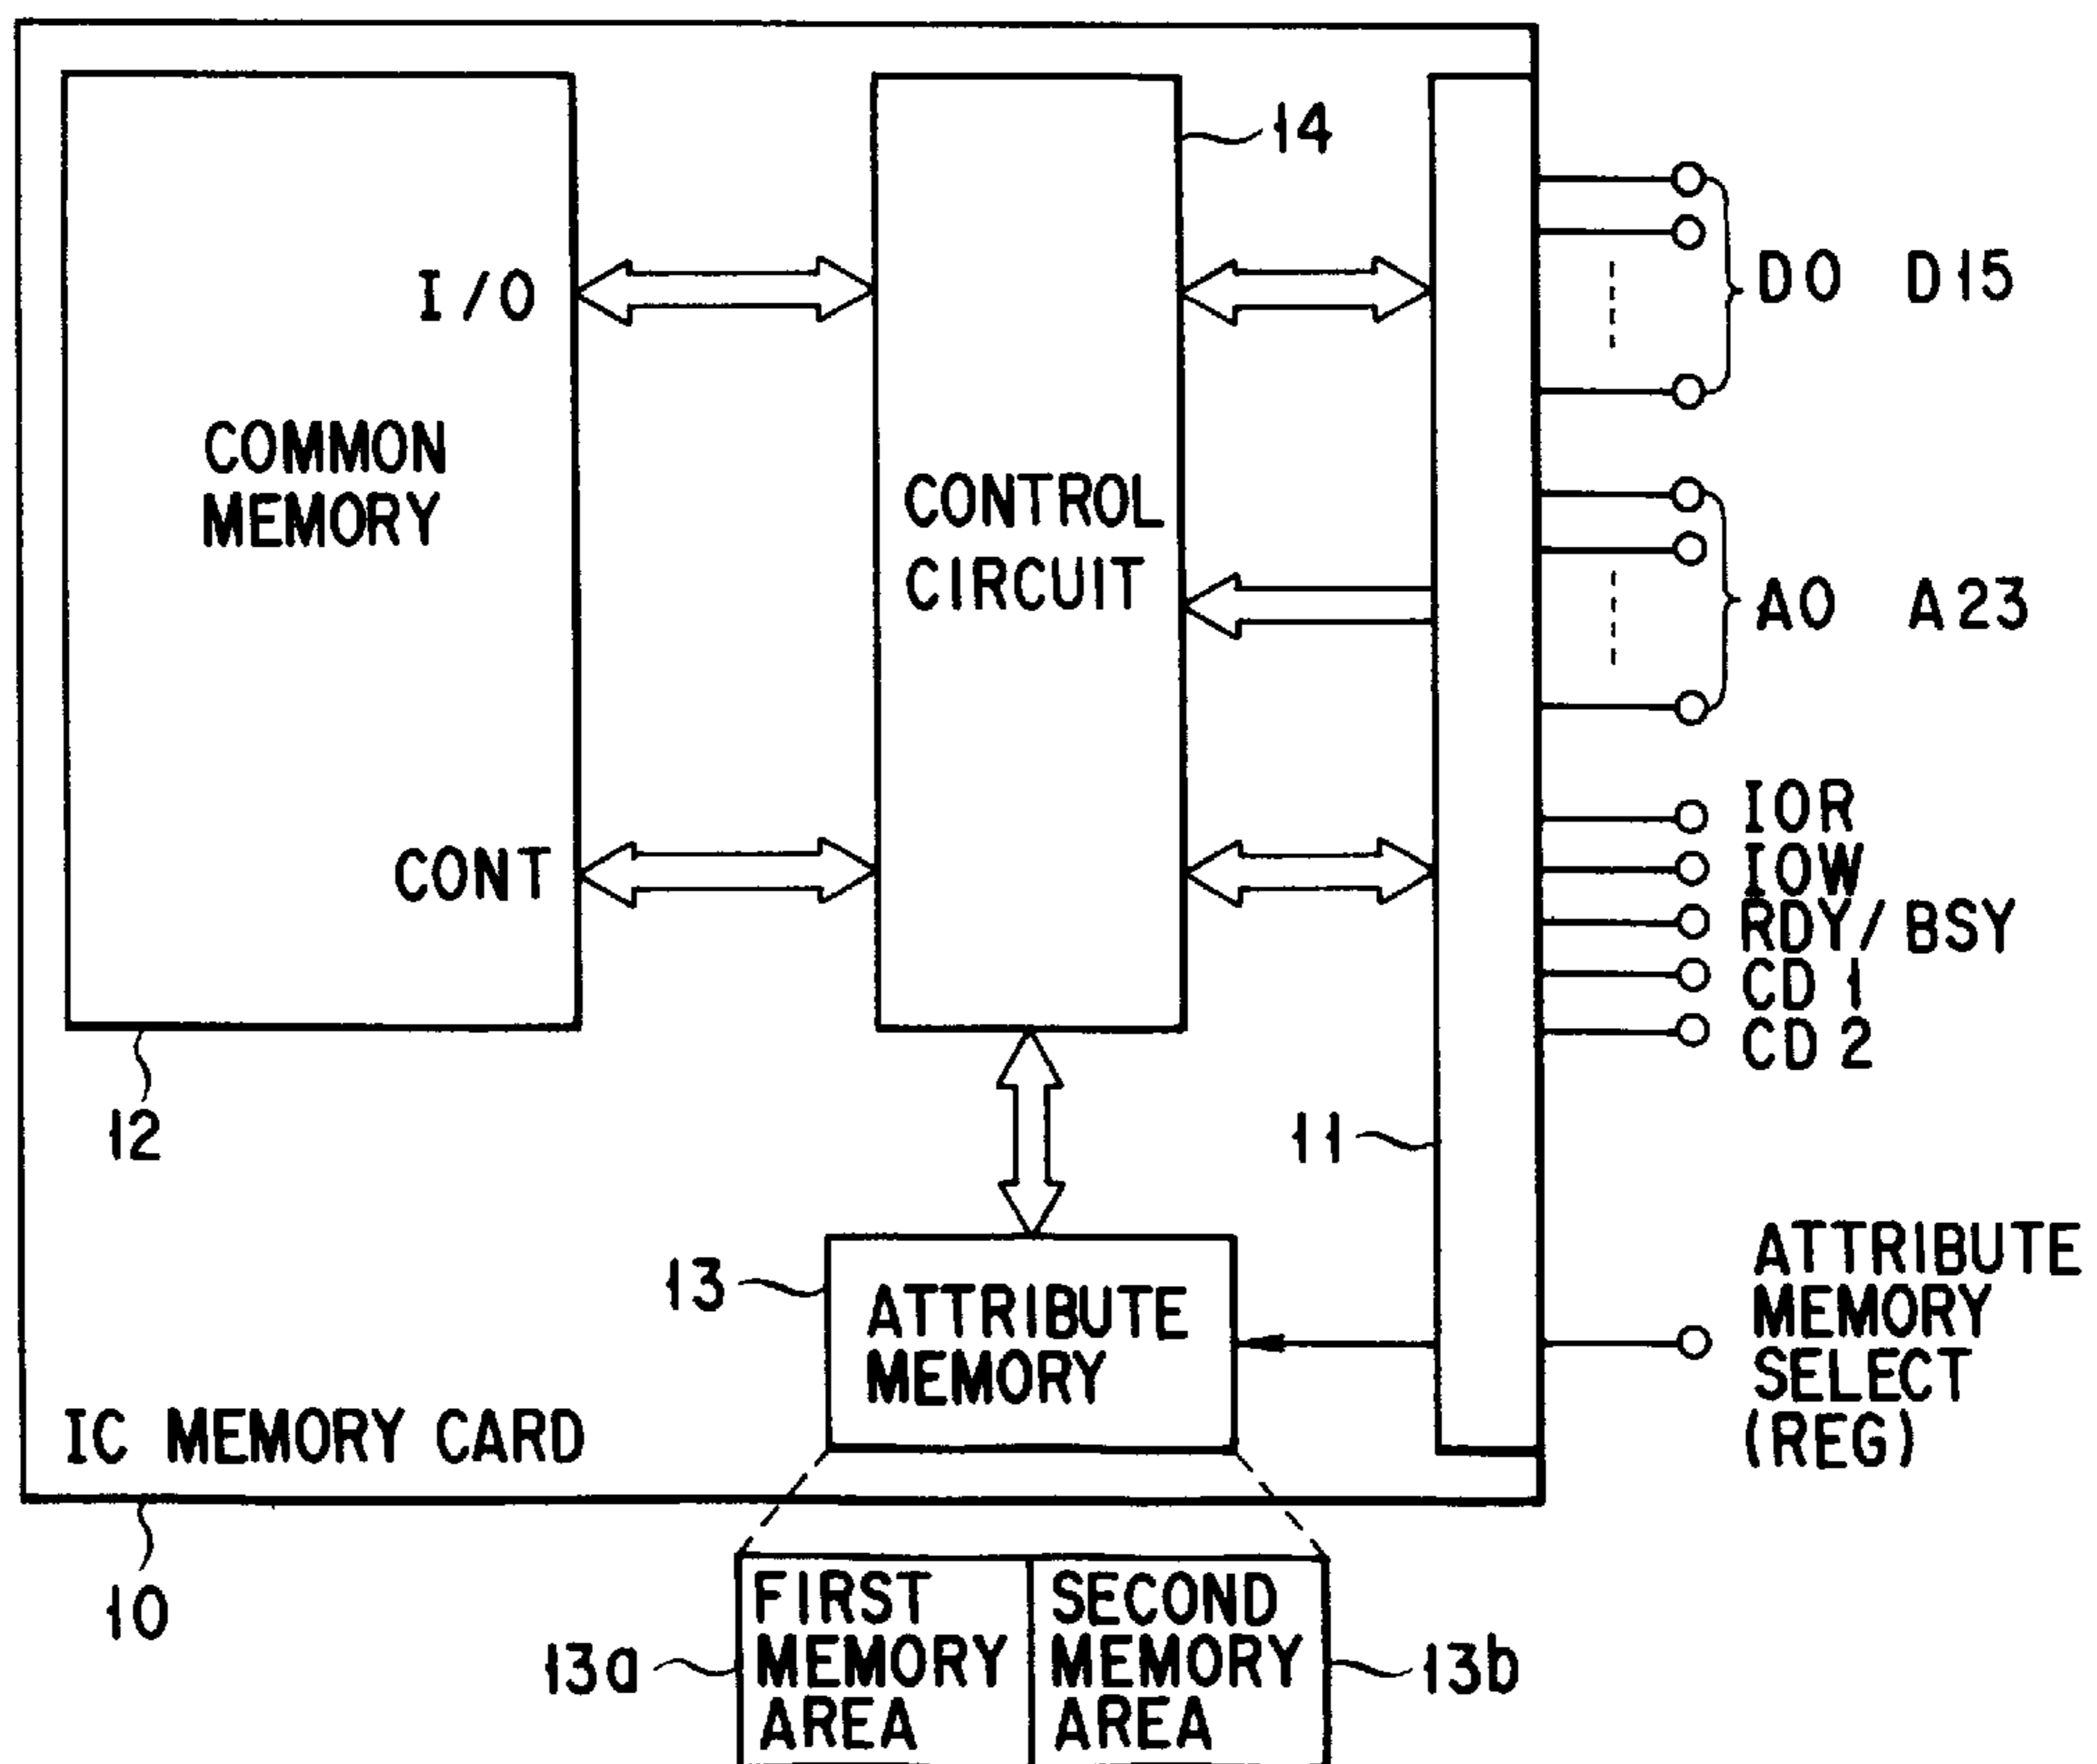 14
D0 D15
I/O
COMMON
MEMORY
CONTROL
CIRCUIT
A0 A23
IOR
IOW
RDY/BSY
CD1
CD2
CONT
12
11
13
ATTRIBUTE
MEMORY
ATTRIBUTE
MEMORY
SELECT
(REG)
IC MEMORY CARD
10
13a
FIRST
MEMORY
AREA
SECOND
MEMORY
AREA
13b